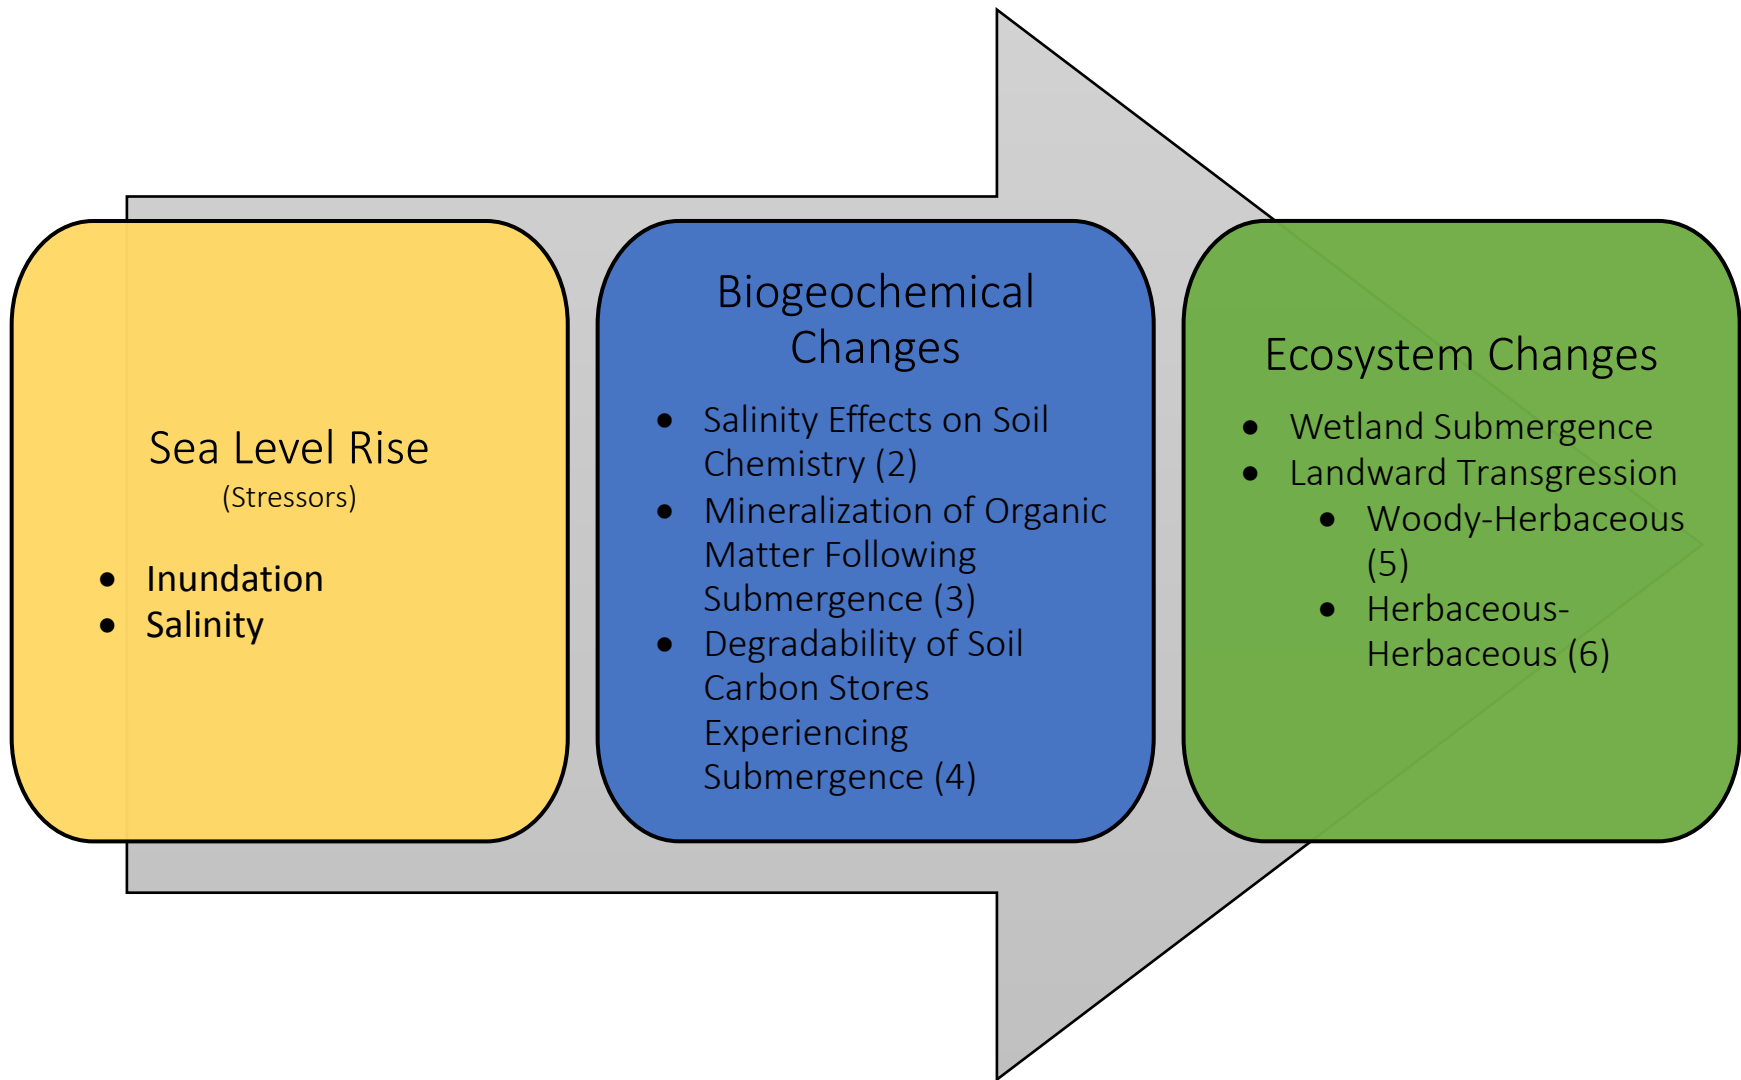 Sea Level Rise
(Stressors)
• Inundation
• Salinity
Biogeochemical
Changes
• Salinity Effects on Soil
Chemistry (2)
• Mineralization of Organic
Matter Following
Submergence (3)
• Degradability of Soil
Carbon Stores
Experiencing
Submergence (4)
Ecosystem Changes
• Wetland Submergence
• Landward Transgression
• Woody-Herbaceous
(5)
• Herbaceous-
Herbaceous (6)